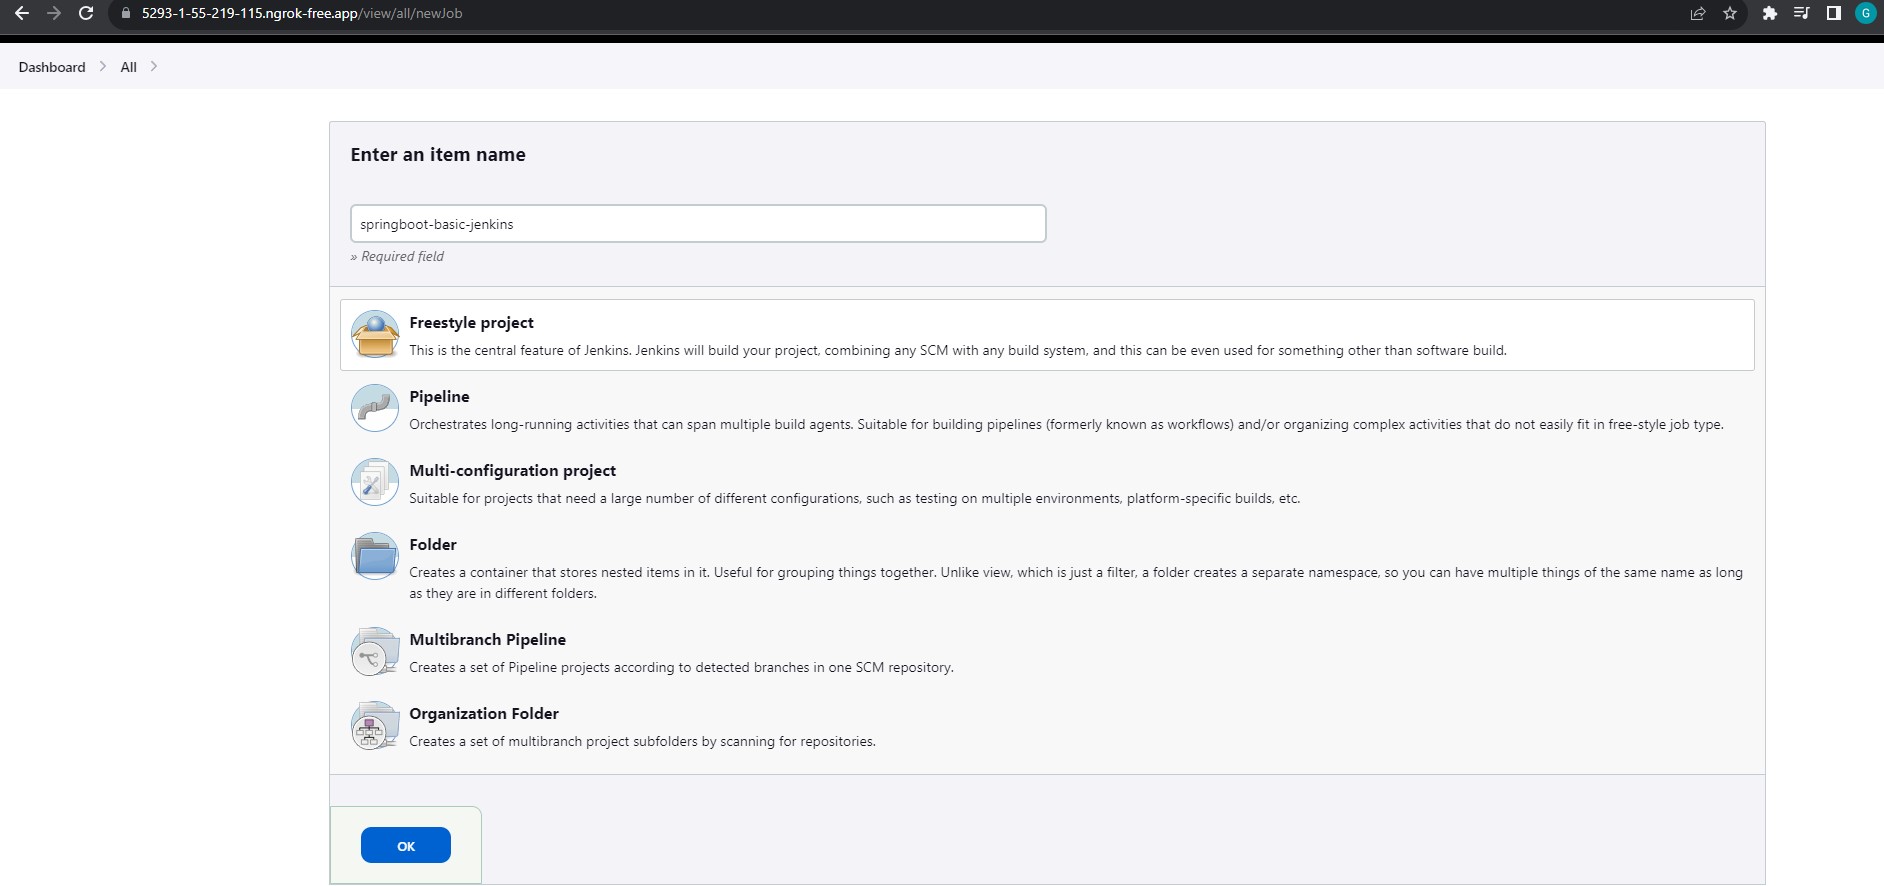 5293-1-55-219-115.ngrok-free.app/view/all/newJob
G
Dashboard > All >
Enter an item name
springboot-basic-jenkins
» Required field
Freestyle project
This is the central feature of Jenkins. Jenkins will build your project, combining any SCM with any build system, and this can be even used for something other than software build.
Pipeline
Orchestrates long-running activities that can span multiple build agents. Suitable for building pipelines (formerly known as workflows) and/or organizing complex activities that do not easily fit in free-style job type.
Multi-configuration project
Suitable for projects that need a large number of different configurations, such as testing on multiple environments, platform-specific builds, etc.
Folder
Creates a container that stores nested items in it. Useful for grouping things together. Unlike view, which is just a filter, a folder creates a separate namespace, so you can have multiple things of the same name as long
as they are in different folders.
Multibranch Pipeline
Creates a set of Pipeline projects according to detected branches in one SCM repository.
Organization Folder
Creates a set of multibranch project subfolders by scanning for repositories.
OK